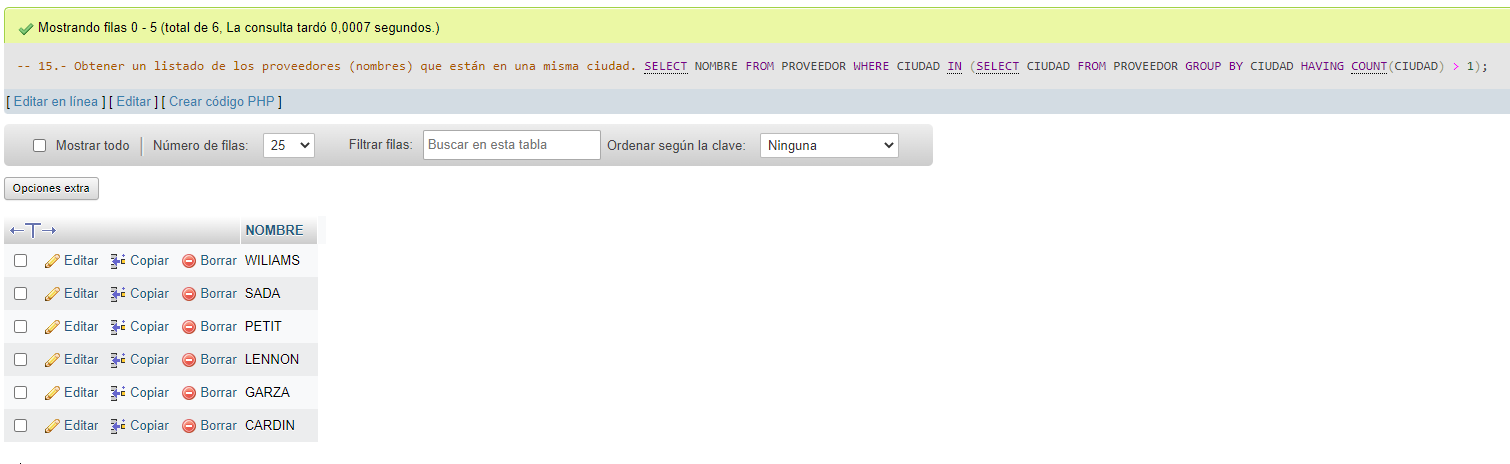 Mostrando filas 0 - 5 (total de 6, La consulta tardó 0,0007 segundos.)
-- 15.- Obtener un listado de los proveedores (nombres) que están en una misma ciudad. SELECT NOMBRE FROM PROVEEDOR WHERE CIUDAD IN (SELECT CIUDAD FROM PROVEEDOR GROUP BY CIUDAD HAVING COUNT(CIUDAD) > 1);
[ Editar en línea ] [ Editar ] [ Crear código PHP ]
Mostrar todo Número de filas: 25 Filtrar filas: Buscar en esta tabla Ordenar según la clave: Ninguna
Opciones extra
←T→ NOMBRE
Editar Copiar Borrar WILIAMS
Editar Copiar Borrar SADA
Editar Copiar Borrar PETIT
Editar Copiar Borrar LENNON
Editar Copiar Borrar GARZA
Editar Copiar Borrar CARDIN